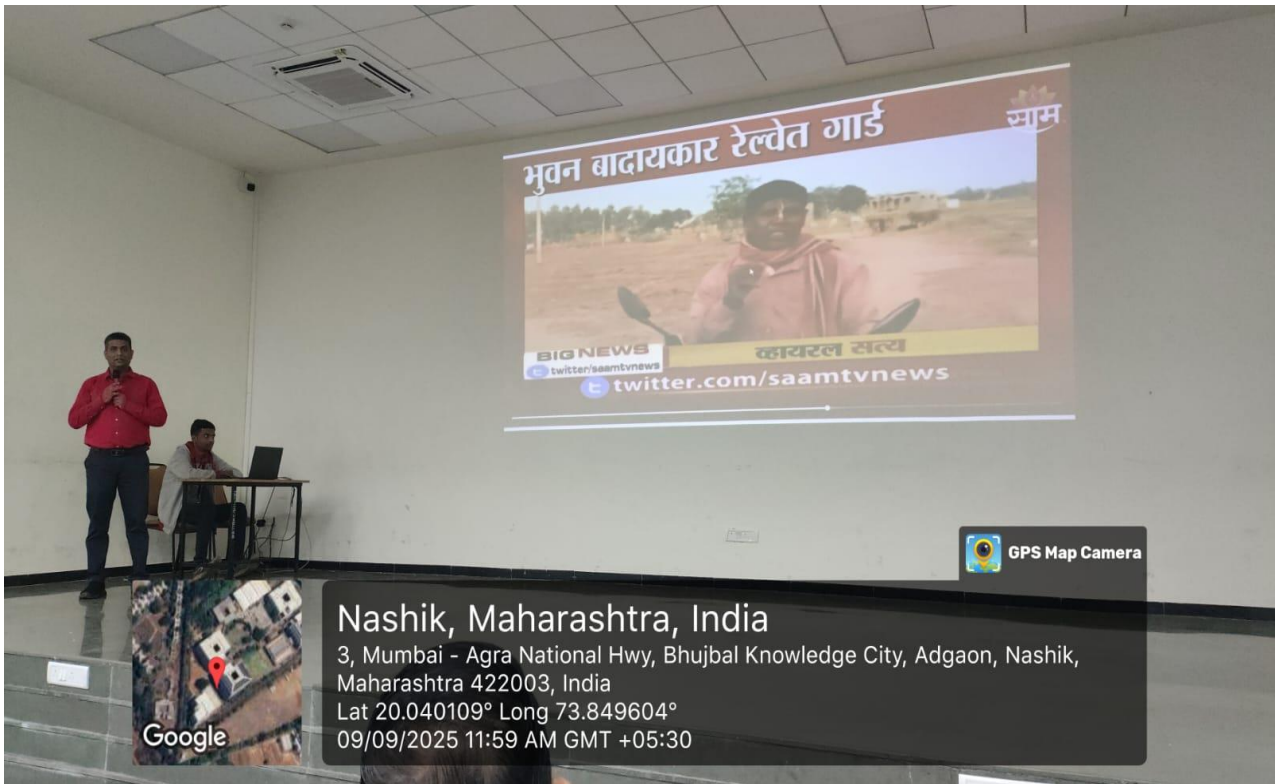 भुवन बादायकार रेल्वेत गार्ड
साम
BIG NEWS
व्हायरल सत्य
twitter/saamtvnews
twitter.com/saamtvnews
GPS Map Camera
Nashik, Maharashtra, India
3, Mumbai - Agra National Hwy, Bhujbal Knowledge City, Adgaon, Nashik,
Maharashtra 422003, India
Lat 20.040109° Long 73.849604°
09/09/2025 11:59 AM GMT +05:30
Google